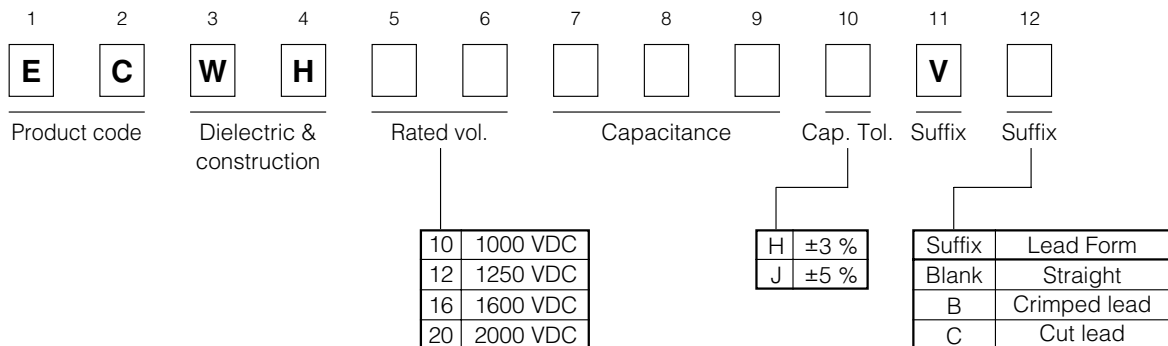 1 2 3 4 5 6 7 8 9 10 11 12
E C W H V
Product code Dielectric & Rated vol. Capacitance Cap. Tol. Suffix Suffix
construction
10 1000 VDC
12 1250 VDC
16 1600 VDC
20 2000 VDC
H ±3 %
J ±5 %
Suffix Lead Form
Blank Straight
B Crimped lead
C Cut lead